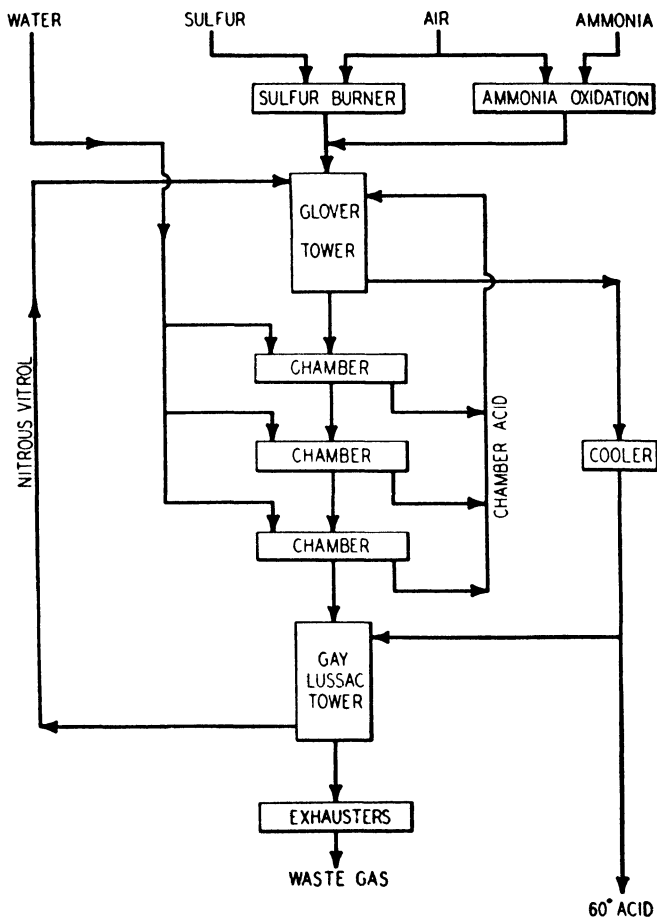 WATER
SULFUR
AIR
AMMONIA
SULFUR BURNER
AMMONIA OXIDATION
GLOVER
TOWER
CHAMBER
CHAMBER
CHAMBER
NITROUS VITROL
CHAMBER ACID
COOLER
GAY
LUSSAC
TOWER
EXHAUSTERS
WASTE GAS
60° ACID